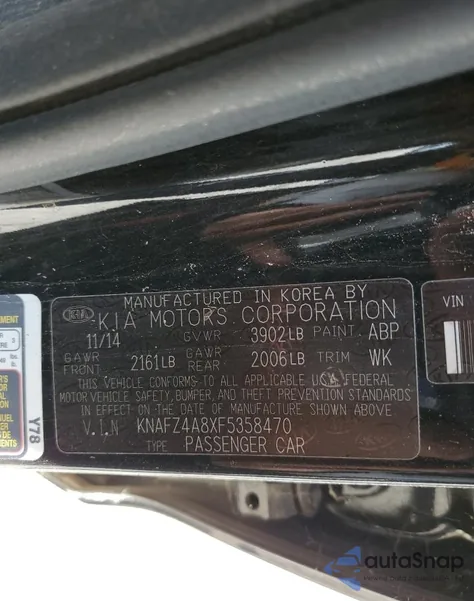 MANUFACTURED IN KOREA BY
KIA KIA MOTORS CORPORATION
11/14 GVWR 3902LB PAINT. ABP
GAWR FRONT 2161LB GAWR REAR 2006LB TRIM WK
THIS VEHICLE CONFORMS TO ALL APPLICABLE U.S. FEDERAL
MOTOR VEHICLE SAFETY, BUMPER, AND THEFT PREVENTION STANDARDS
IN EFFECT ON THE DATE OF MANUFACTURE SHOWN ABOVE
V.I.N KNAFZ4A8XF5358470
TYPE PASSENGER CAR
VIN
Y78
autaSnap